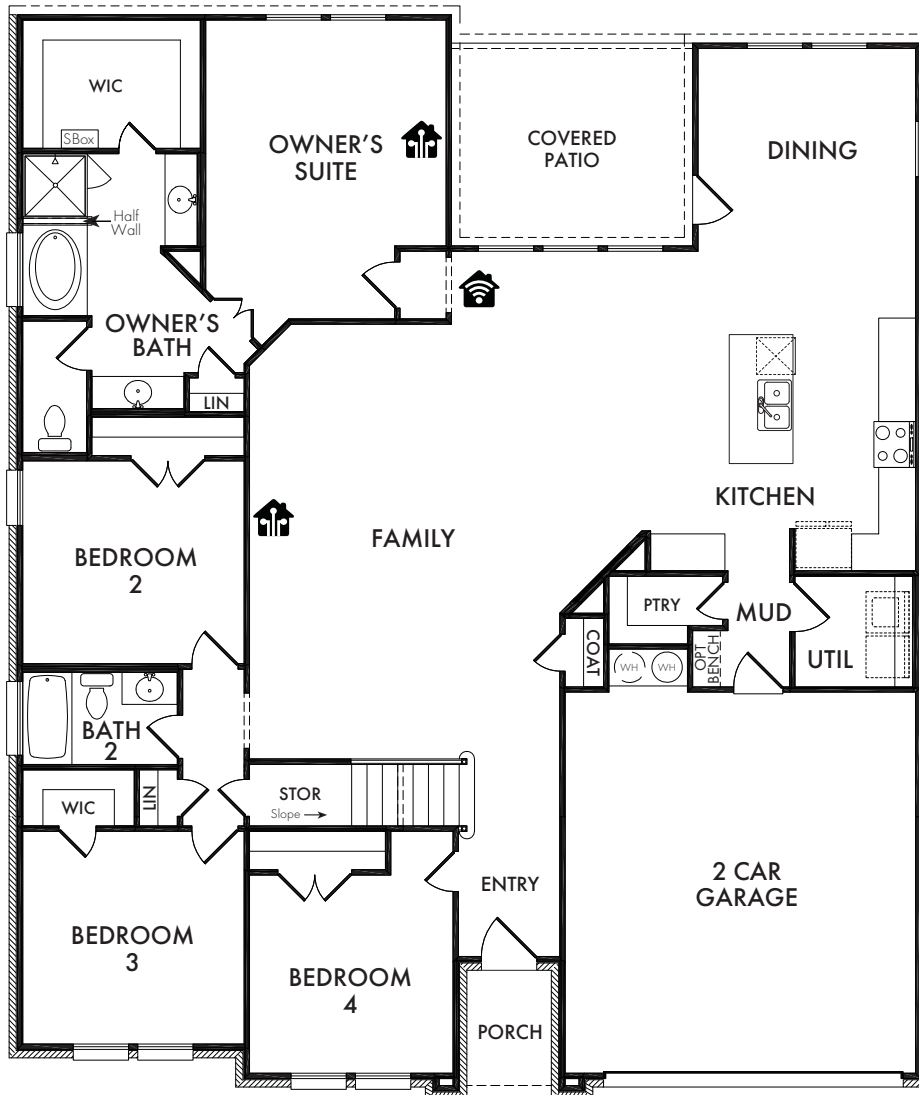 WIC
SBox
OWNER'S
SUITE
COVERED
PATIO
DINING
Half
Wall
OWNER'S
BATH
LIN
KITCHEN
FAMILY
BEDROOM
2
PTRY
MUD
COAT
WH
WH
OPT
BENCH
UTIL
BATH
2
WIC
LIN
STOR
Slope
ENTRY
2 CAR
GARAGE
BEDROOM
3
BEDROOM
4
PORCH